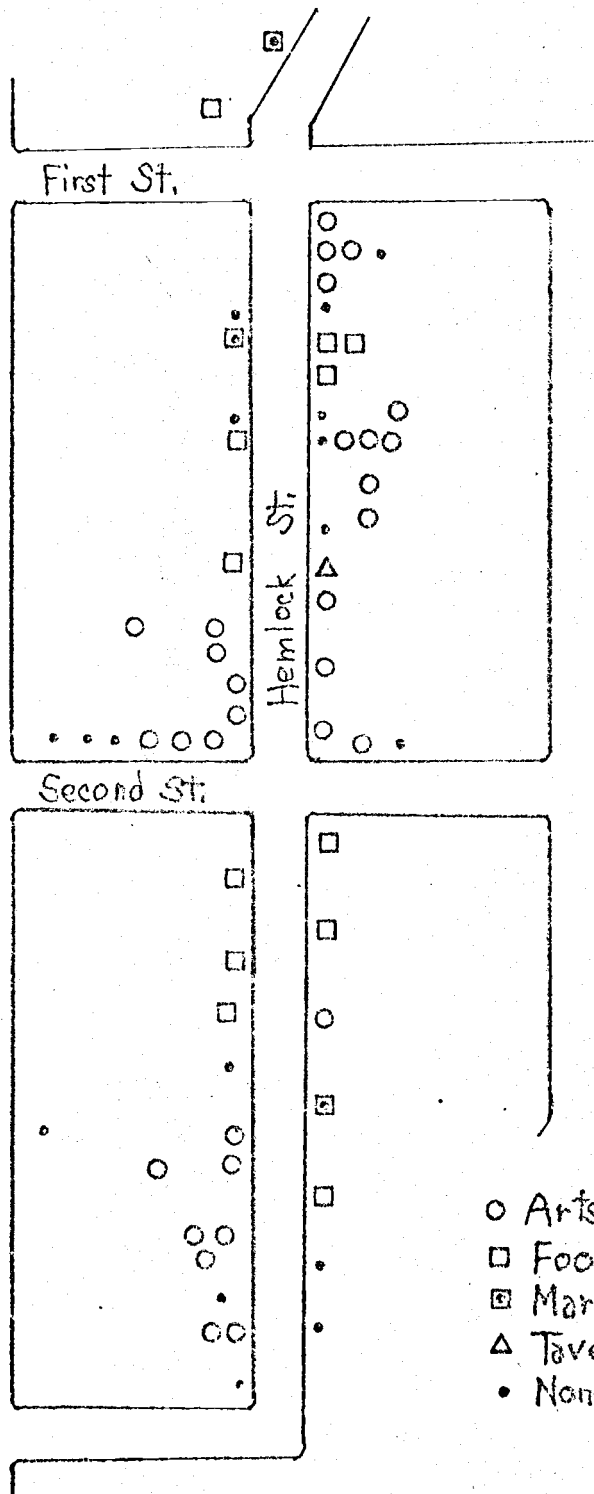 First St.
Hemlock St.
Second St.
Arts
Foo
Mar
Tave
Non